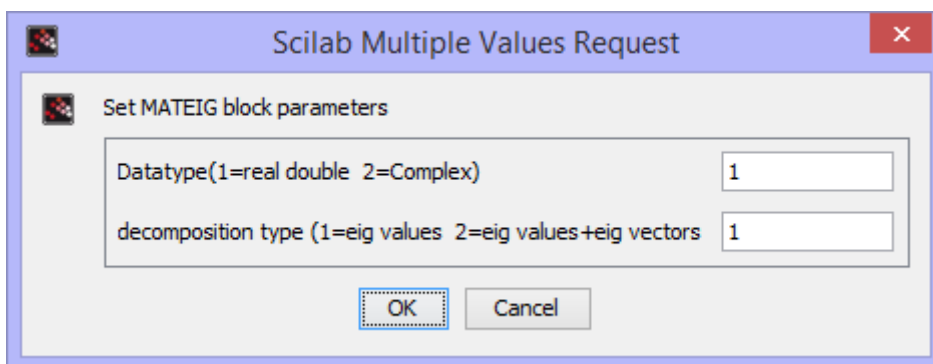 Scilab Multiple Values Request
Set MATEIG block parameters
Datatype(1=real double  2=Complex) 1
decomposition type (1=eig values  2=eig values+eig vectors 1
OK Cancel